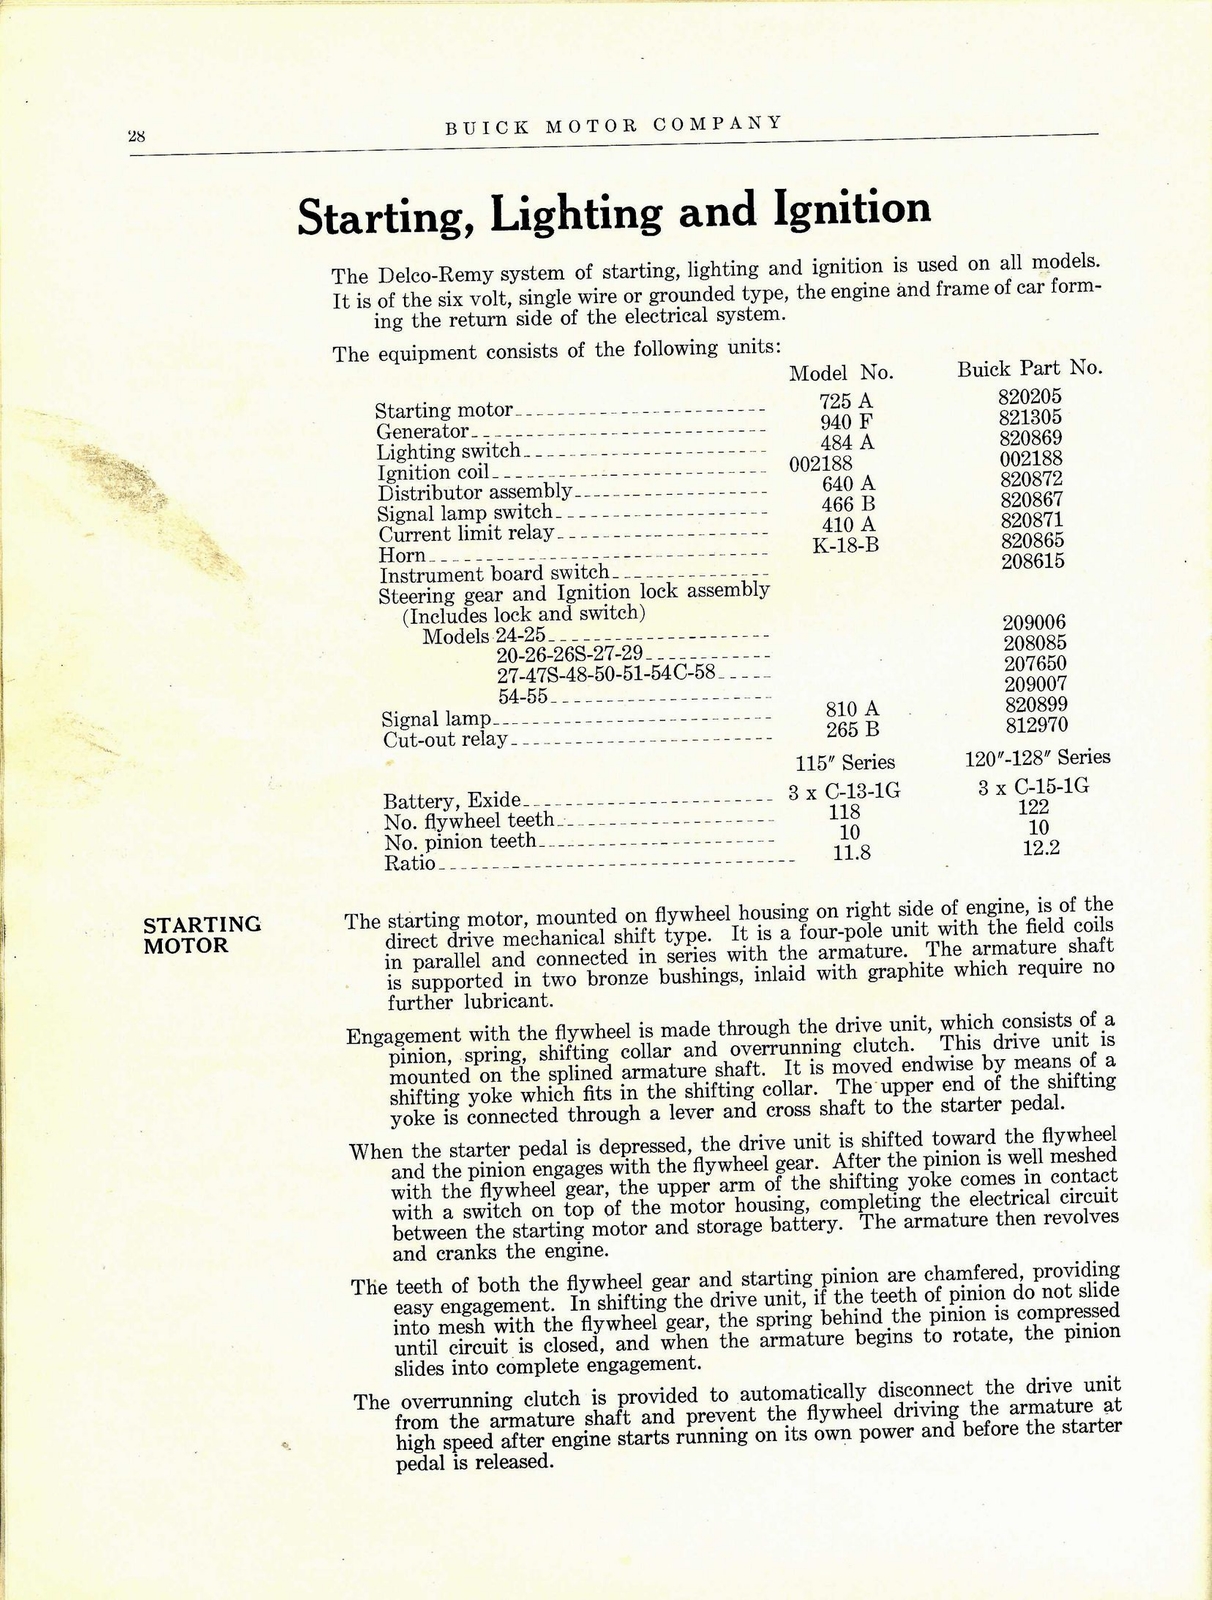 28
BUICK MOTOR COMPANY
Starting, Lighting and Ignition
The Delco-Remy system of starting, lighting and ignition is used on all models.
It is of the six volt, single wire or grounded type, the engine and frame of car form-
ing the return side of the electrical system.
The equipment consists of the following units:
Model No. Buick Part No.
Starting motor 725 A 820205
Generator 940 F 821305
Lighting switch 484 A 820869
Ignition coil 002188 002188
Distributor assembly 640 A 820872
Signal lamp switch 466 B 820867
Current limit relay 410 A 820871
Horn K-18-B 820865
Instrument board switch 208615
Steering gear and Ignition lock assembly
(Includes lock and switch)
Models 24-25 209006
20-26-26S-27-29 208085
27-47S-48-50-51-54C-58 207650
54-55 209007
Signal lamp 810 A 820899
Cut-out relay 265 B 812970
115″ Series 120″-128″ Series
Battery, Exide 3 x C-13-1G 3 x C-15-1G
No. flywheel teeth 118 122
No. pinion teeth 10 10
Ratio 11.8 12.2
STARTING
MOTOR
The starting motor, mounted on flywheel housing on right side of engine, is of the
direct drive mechanical shift type. It is a four-pole unit with the field coils
in parallel and connected in series with the armature. The armature shaft
is supported in two bronze bushings, inlaid with graphite which require no
further lubricant.
Engagement with the flywheel is made through the drive unit, which consists of a
pinion, spring, shifting collar and overrunning clutch. This drive unit is
mounted on the splined armature shaft. It is moved endwise by means of a
shifting yoke which fits in the shifting collar. The upper end of the shifting
yoke is connected through a lever and cross shaft to the starter pedal.
When the starter pedal is depressed, the drive unit is shifted toward the flywheel
and the pinion engages with the flywheel gear. After the pinion is well meshed
with the flywheel gear, the upper arm of the shifting yoke comes in contact
with a switch on top of the motor housing, completing the electrical circuit
between the starting motor and storage battery. The armature then revolves
and cranks the engine.
The teeth of both the flywheel gear and starting pinion are chamfered, providing
easy engagement. In shifting the drive unit, if the teeth of pinion do not slide
into mesh with the flywheel gear, the spring behind the pinion is compressed
until circuit is closed, and when the armature begins to rotate, the pinion
slides into complete engagement.
The overrunning clutch is provided to automatically disconnect the drive unit
from the armature shaft and prevent the flywheel driving the armature at
high speed after engine starts running on its own power and before the starter
pedal is released.